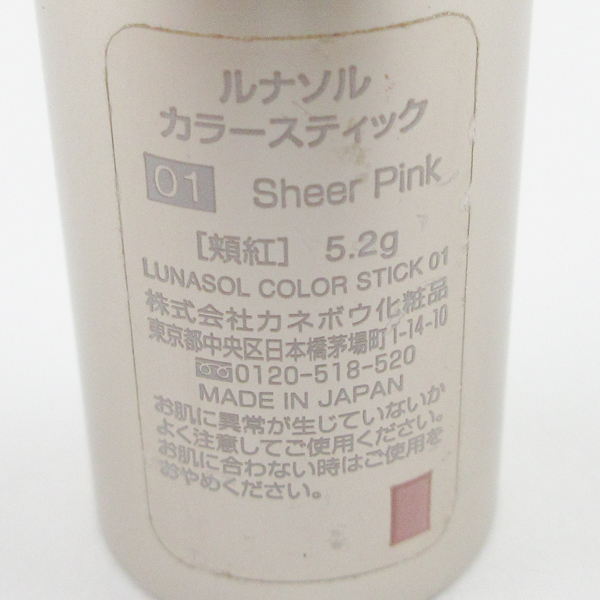 ルナソル
カラースティック
01 Sheer Pink
［頬紅］ 5.2g
LUNASOL COLOR STICK 01
株式会社カネボウ化粧品
東京都中央区日本橋茅場町1-14-10
0120-518-520
MADE IN JAPAN
お肌に異常が生じていないか
よく注意してご使用ください。
お肌に合わない時はご使用を
おやめください。